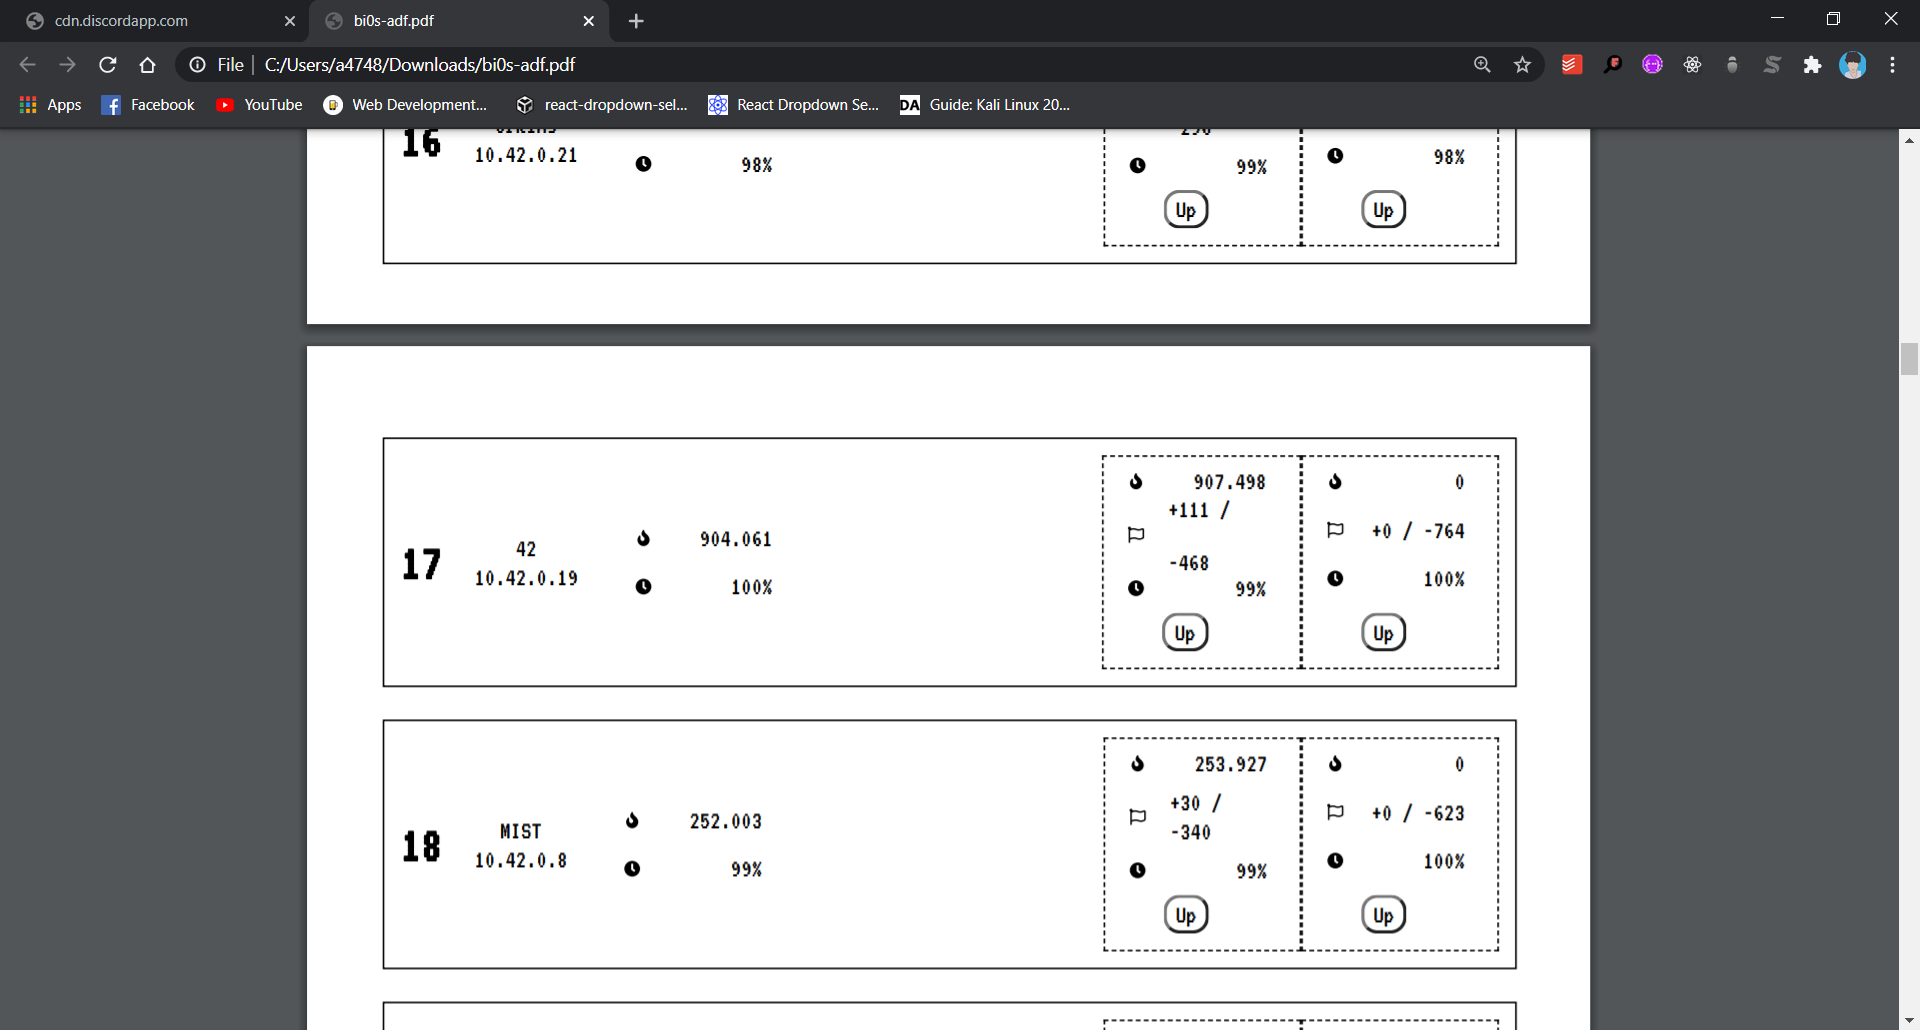 cdn.discordapp.com
bi0s-adf.pdf
File
C:/Users/a4748/Downloads/bi0s-adf.pdf
Apps
Facebook
YouTube
Web Development...
react-dropdown-sel...
React Dropdown Se...
DA Guide: Kali Linux 20...
16
10.42.0.21
98%
99%
Up
98%
Up
17
42
10.42.0.19
904.061
100%
907.498
+111 /
-468
99%
Up
0
+0 / -764
100%
Up
18
MIST
10.42.0.8
252.003
99%
253.927
+30 /
-340
99%
Up
0
+0 / -623
100%
Up